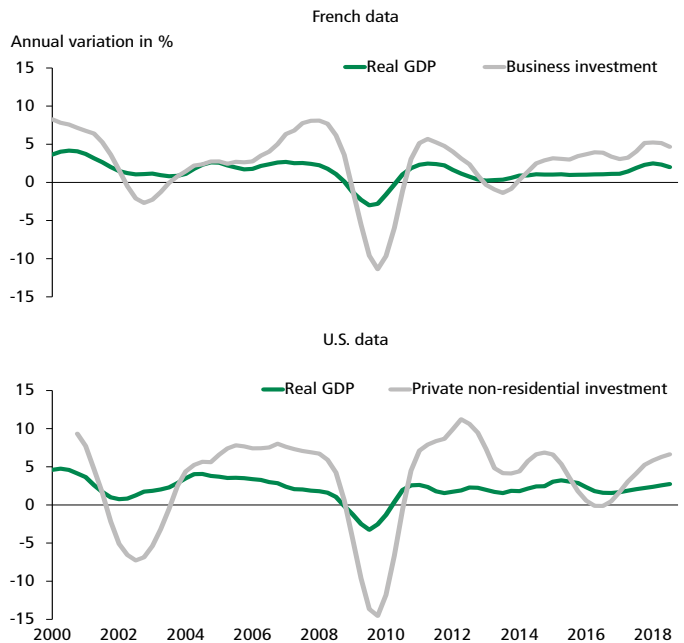 French data
Annual variation in %
Real GDP Business investment
15
10
5
0
-5
-10
-15
U.S. data
Real GDP Private non-residential investment
15
10
5
0
-5
-10
-15
2000 2002 2004 2006 2008 2010 2012 2014 2016 2018